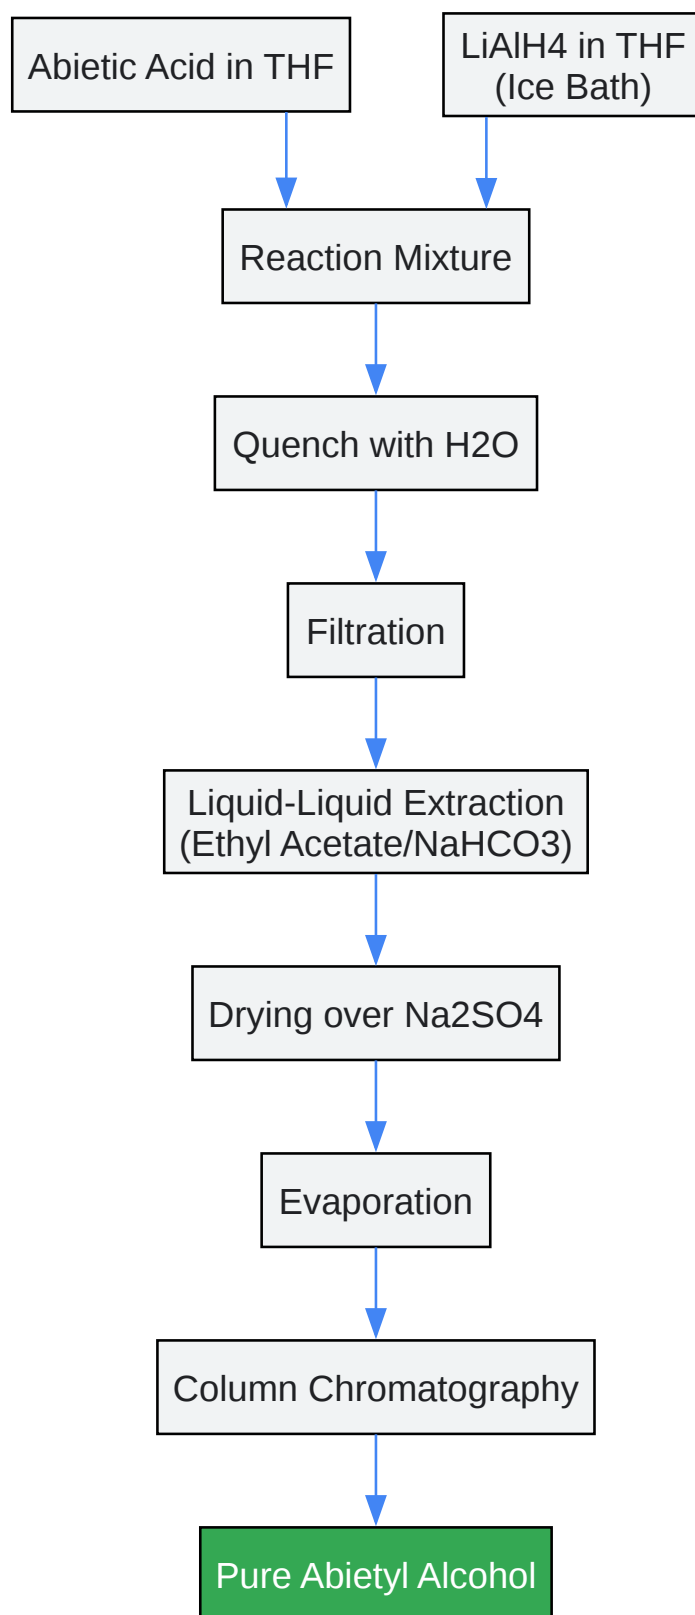 Abietic Acid in THF
LiAlH4 in THF
(Ice Bath)
Reaction Mixture
Quench with H2O
Filtration
Liquid-Liquid Extraction
(Ethyl Acetate/NaHCO3)
Drying over Na2SO4
Evaporation
Column Chromatography
Pure Abietyl Alcohol